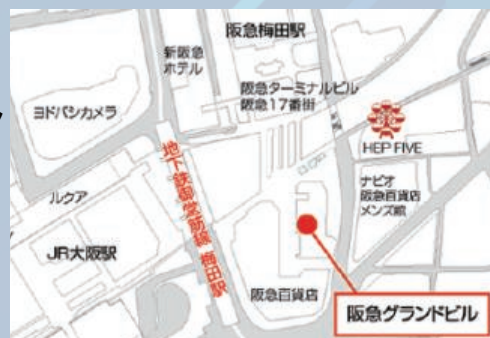 阪急梅田駅
新阪急
ホテル
阪急ターミナルビル
阪急17番街
ヨドバシカメラ
HEP FIVE
地下鉄御堂筋線 梅田駅
ルクア
ナビオ
阪急百貨店
メンズ館
JR大阪駅
阪急百貨店
阪急グランドビル